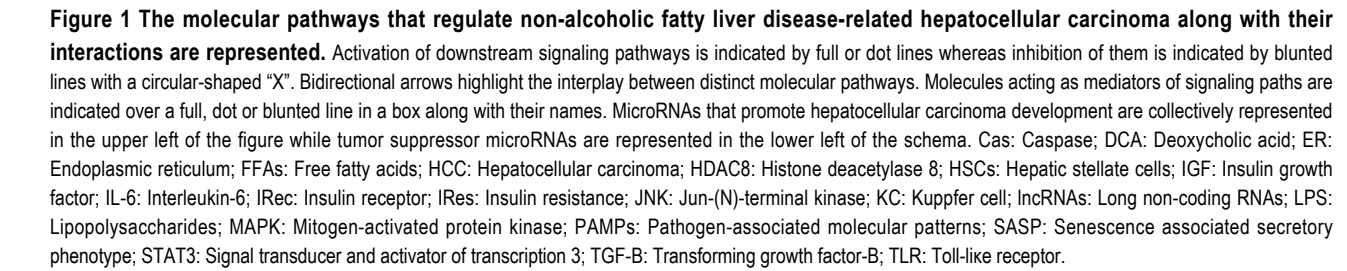 Figure 1 The molecular pathways that regulate non-alcoholic fatty liver disease-related hepatocellular carcinoma along with their
interactions are represented. Activation of downstream signaling pathways is indicated by full or dot lines whereas inhibition of them is indicated by blunted
lines with a circular-shaped “X”. Bidirectional arrows highlight the interplay between distinct molecular pathways. Molecules acting as mediators of signaling paths are
indicated over a full, dot or blunted line in a box along with their names. MicroRNAs that promote hepatocellular carcinoma development are collectively represented
in the upper left of the figure while tumor suppressor microRNAs are represented in the lower left of the schema. Cas: Caspase; DCA: Deoxycholic acid; ER:
Endoplasmic reticulum; FFAs: Free fatty acids; HCC: Hepatocellular carcinoma; HDAC8: Histone deacetylase 8; HSCs: Hepatic stellate cells; IGF: Insulin growth
factor; IL-6: Interleukin-6; IRec: Insulin receptor; IRes: Insulin resistance; JNK: Jun-(N)-terminal kinase; KC: Kuppfer cell; lncRNAs: Long non-coding RNAs; LPS:
Lipopolysaccharides; MAPK: Mitogen-activated protein kinase; PAMPs: Pathogen-associated molecular patterns; SASP: Senescence associated secretory
phenotype; STAT3: Signal transducer and activator of transcription 3; TGF-B: Transforming growth factor-B; TLR: Toll-like receptor.